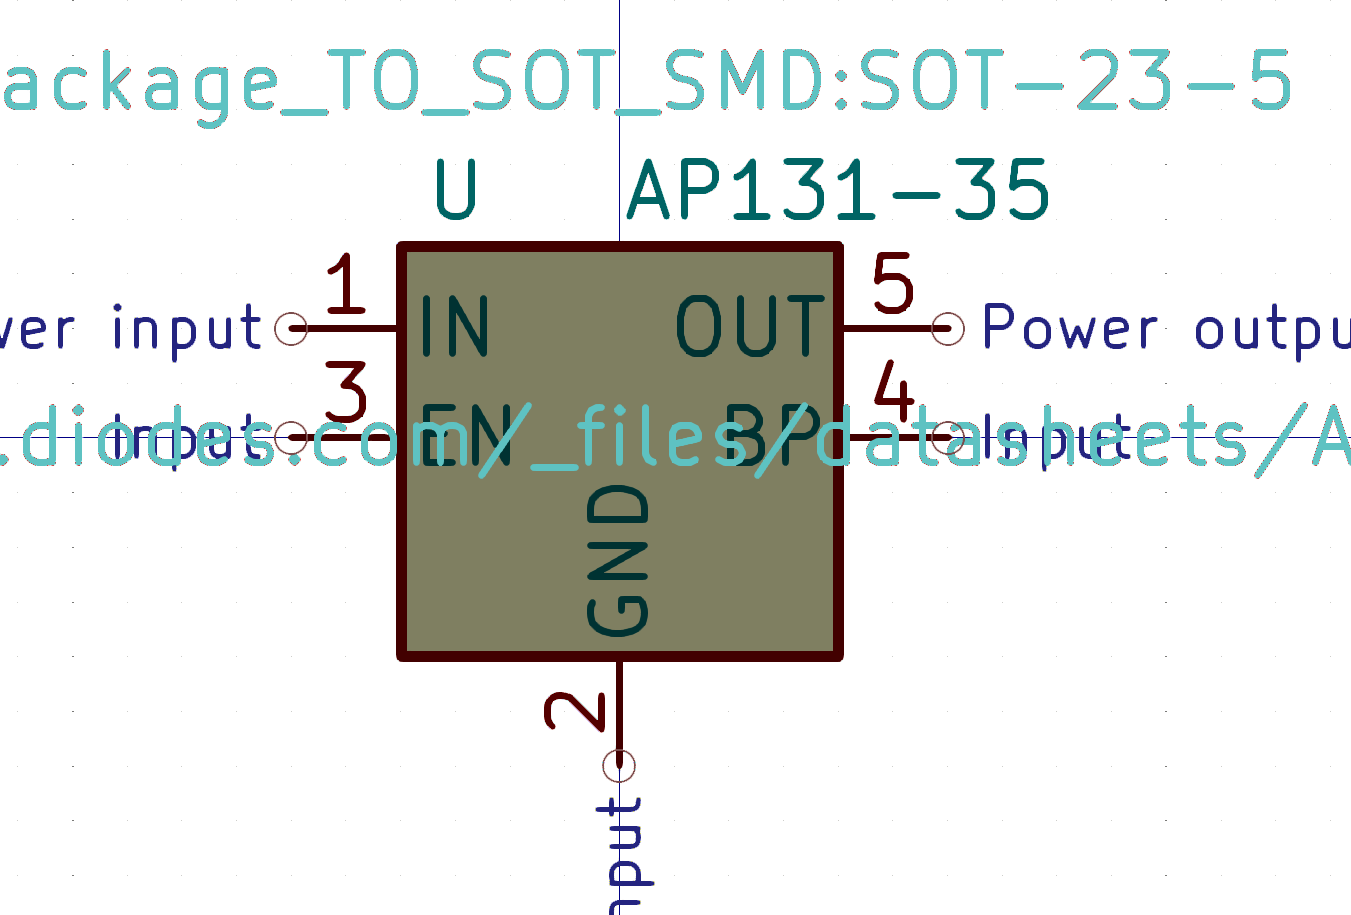 ackage_TO_SOT_SMD:SOT-23-5
U AP131-35
1 5
wer input IN OUT Power outpu
3 4
Input EN BP Input
.diodes.com/_files/datasheets/A
GND
2
nput